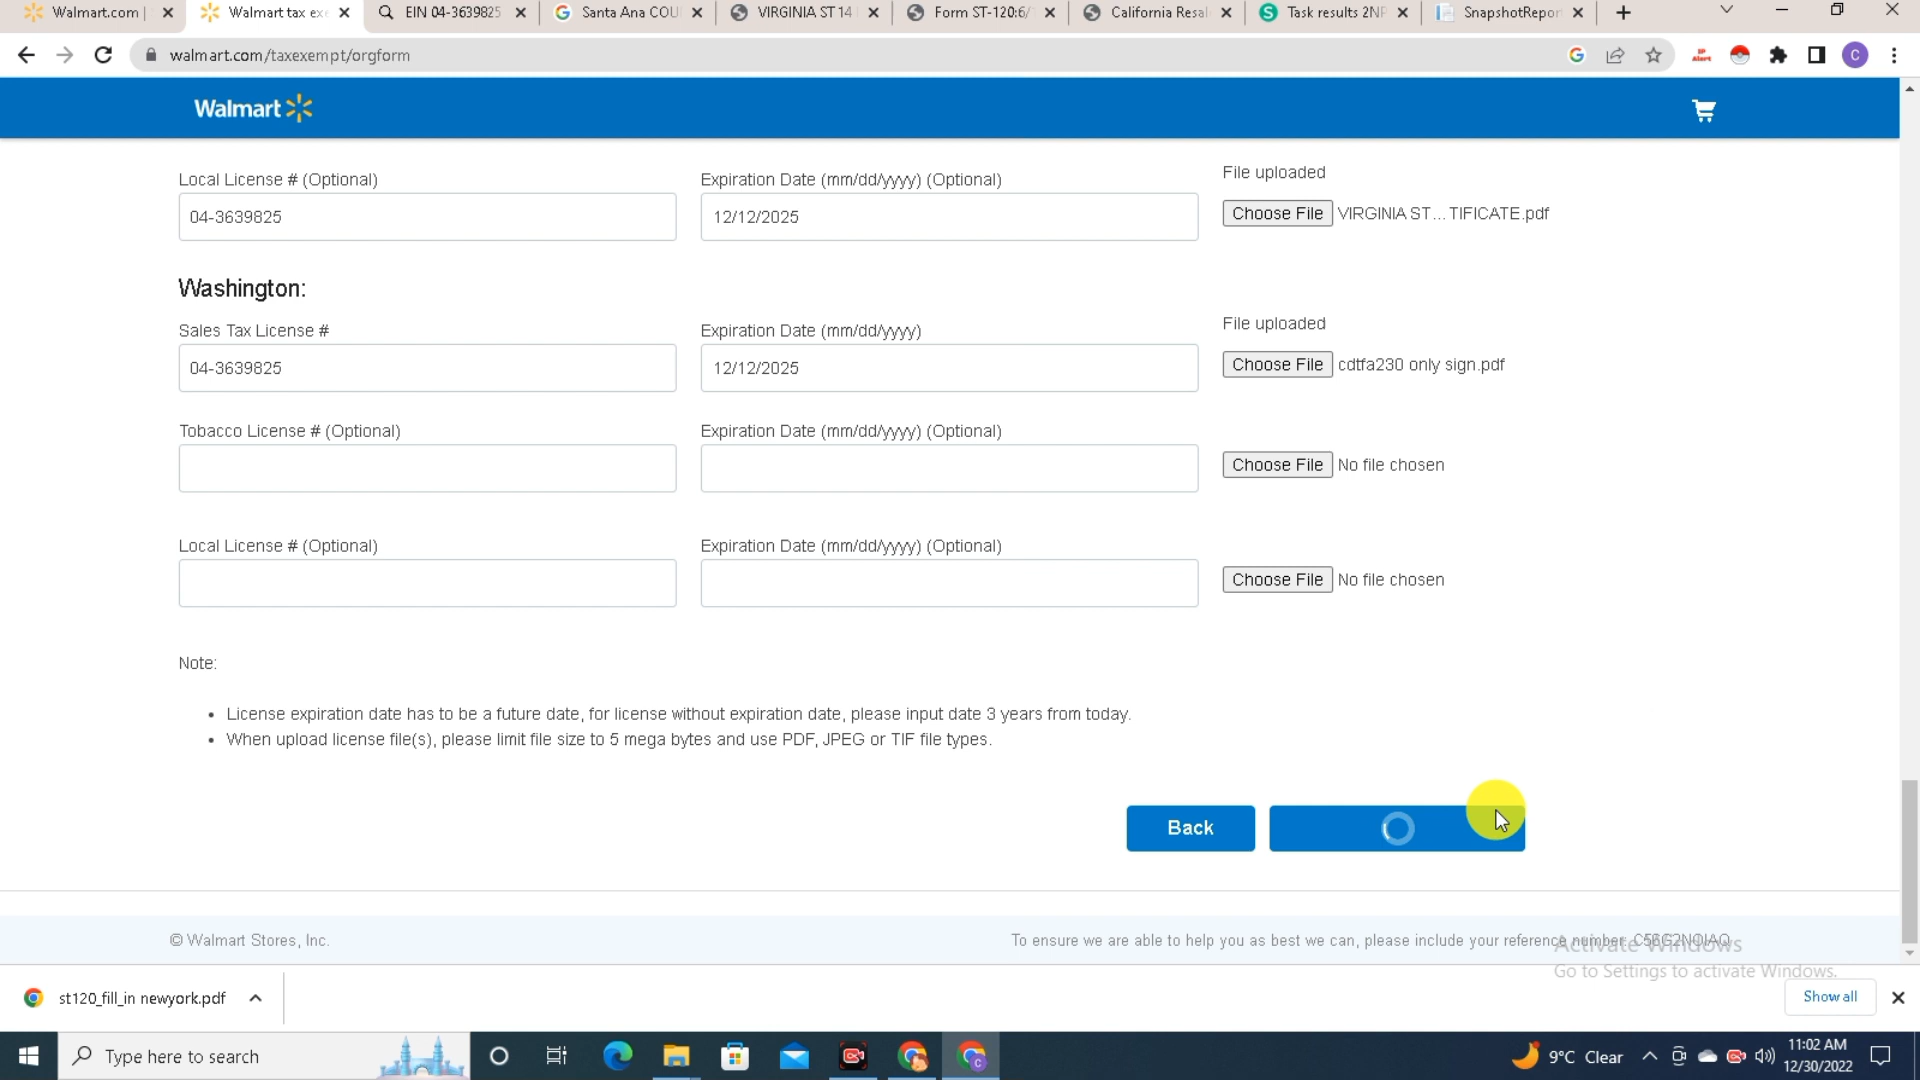 Walmart.com |
Walmart tax exe
EIN 04-3639825
Santa Ana COU
VIRGINIA ST 14
Form ST-120:6/
California Resal
Task results 2NP
SnapshotRepor
walmart.com/taxexempt/orgform
Walmart
Local License # (Optional)
Expiration Date (mm/dd/yyyy) (Optional)
File uploaded
04-3639825
12/12/2025
Choose File VIRGINIA ST... TIFICATE.pdf
Washington:
Sales Tax License #
Expiration Date (mm/dd/yyyy)
File uploaded
04-3639825
12/12/2025
Choose File cdtfa230 only sign.pdf
Tobacco License # (Optional)
Expiration Date (mm/dd/yyyy) (Optional)
Choose File No file chosen
Local License # (Optional)
Expiration Date (mm/dd/yyyy) (Optional)
Choose File No file chosen
Note:
• License expiration date has to be a future date, for license without expiration date, please input date 3 years from today.
• When upload license file(s), please limit file size to 5 mega bytes and use PDF, JPEG or TIF file types.
Back
© Walmart Stores, Inc.
To ensure we are able to help you as best we can, please include your reference number:
Activate Windows
Go to Settings to activate Windows.
st120_fill_in newyork.pdf
Show all
Type here to search
9°C Clear
11:02 AM
12/30/2022